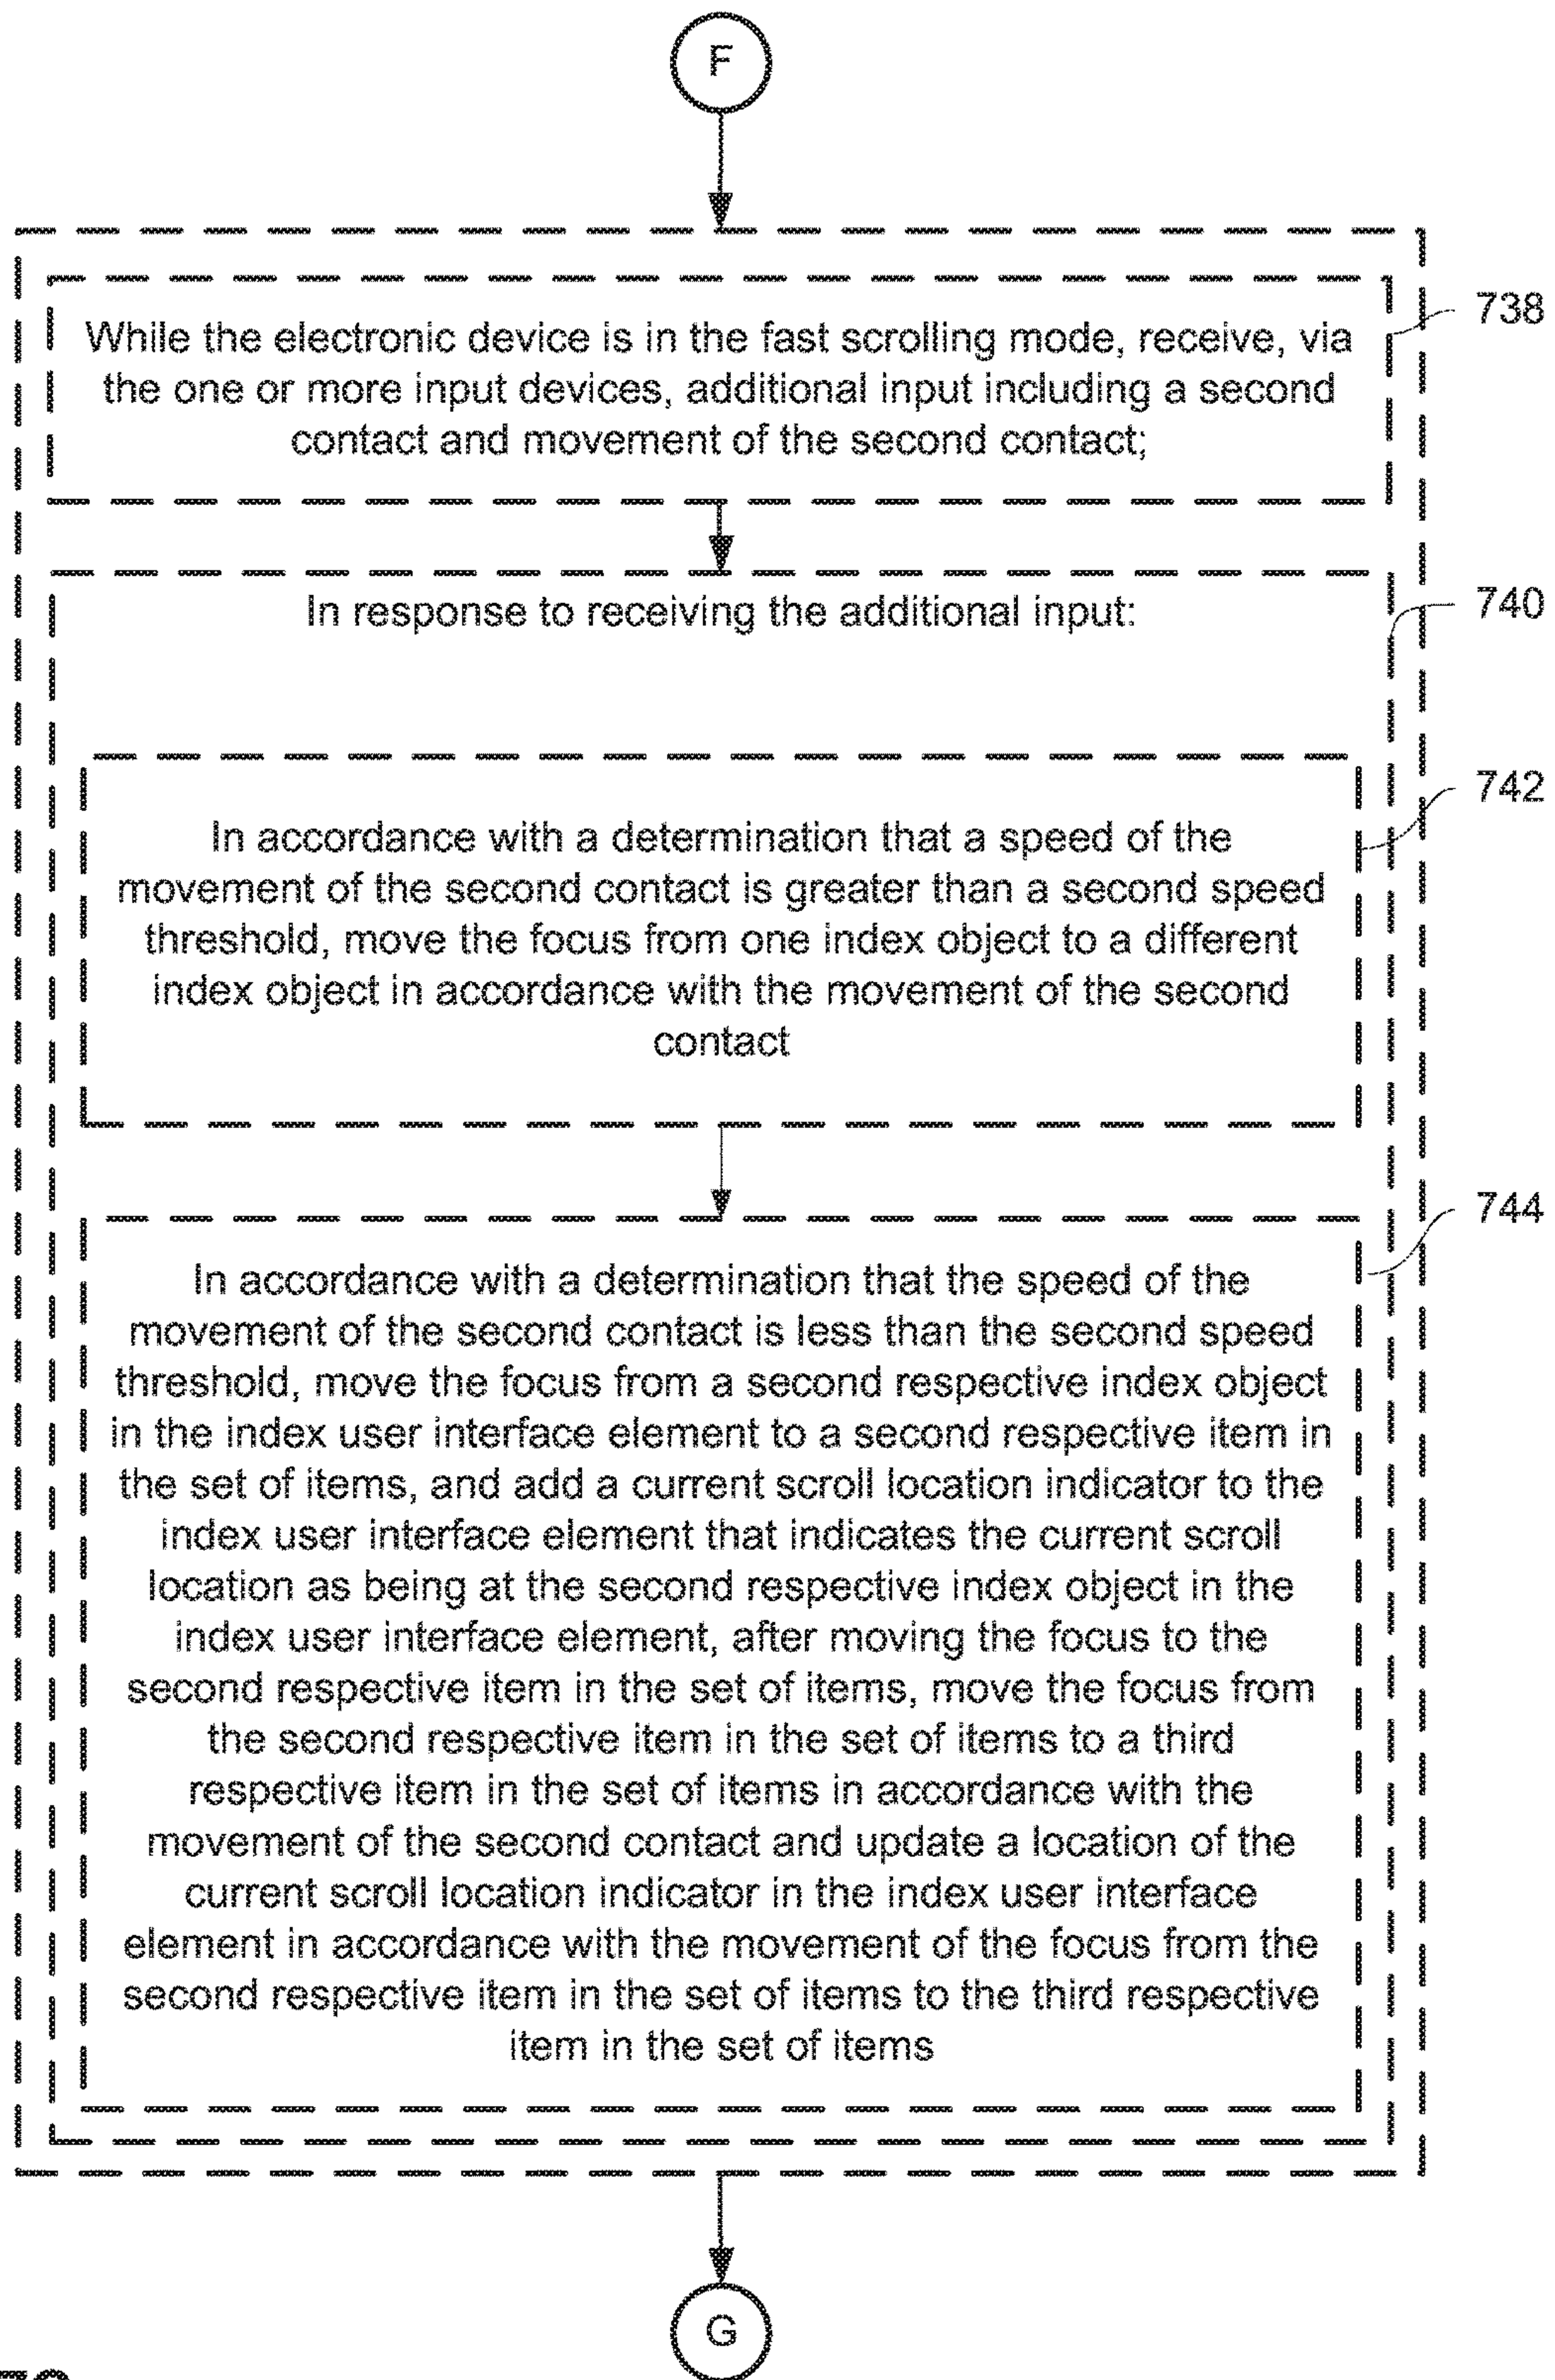 F
While the electronic device is in the fast scrolling mode, receive, via
the one or more input devices, additional input including a second
contact and movement of the second contact;
738
In response to receiving the additional input:
740
In accordance with a determination that a speed of the
movement of the second contact is greater than a second speed
threshold, move the focus from one index object to a different
index object in accordance with the movement of the second
contact
742
In accordance with a determination that the speed of the
movement of the second contact is less than the second speed
threshold, move the focus from a second respective index object
in the index user interface element to a second respective item in
the set of items, and add a current scroll location indicator to the
index user interface element that indicates the current scroll
location as being at the second respective index object in the
index user interface element, after moving the focus to the
second respective item in the set of items, move the focus from
the second respective item in the set of items to a third
respective item in the set of items in accordance with the
movement of the second contact and update a location of the
current scroll location indicator in the index user interface
element in accordance with the movement of the focus from the
second respective item in the set of items to the third respective
item in the set of items
744
G